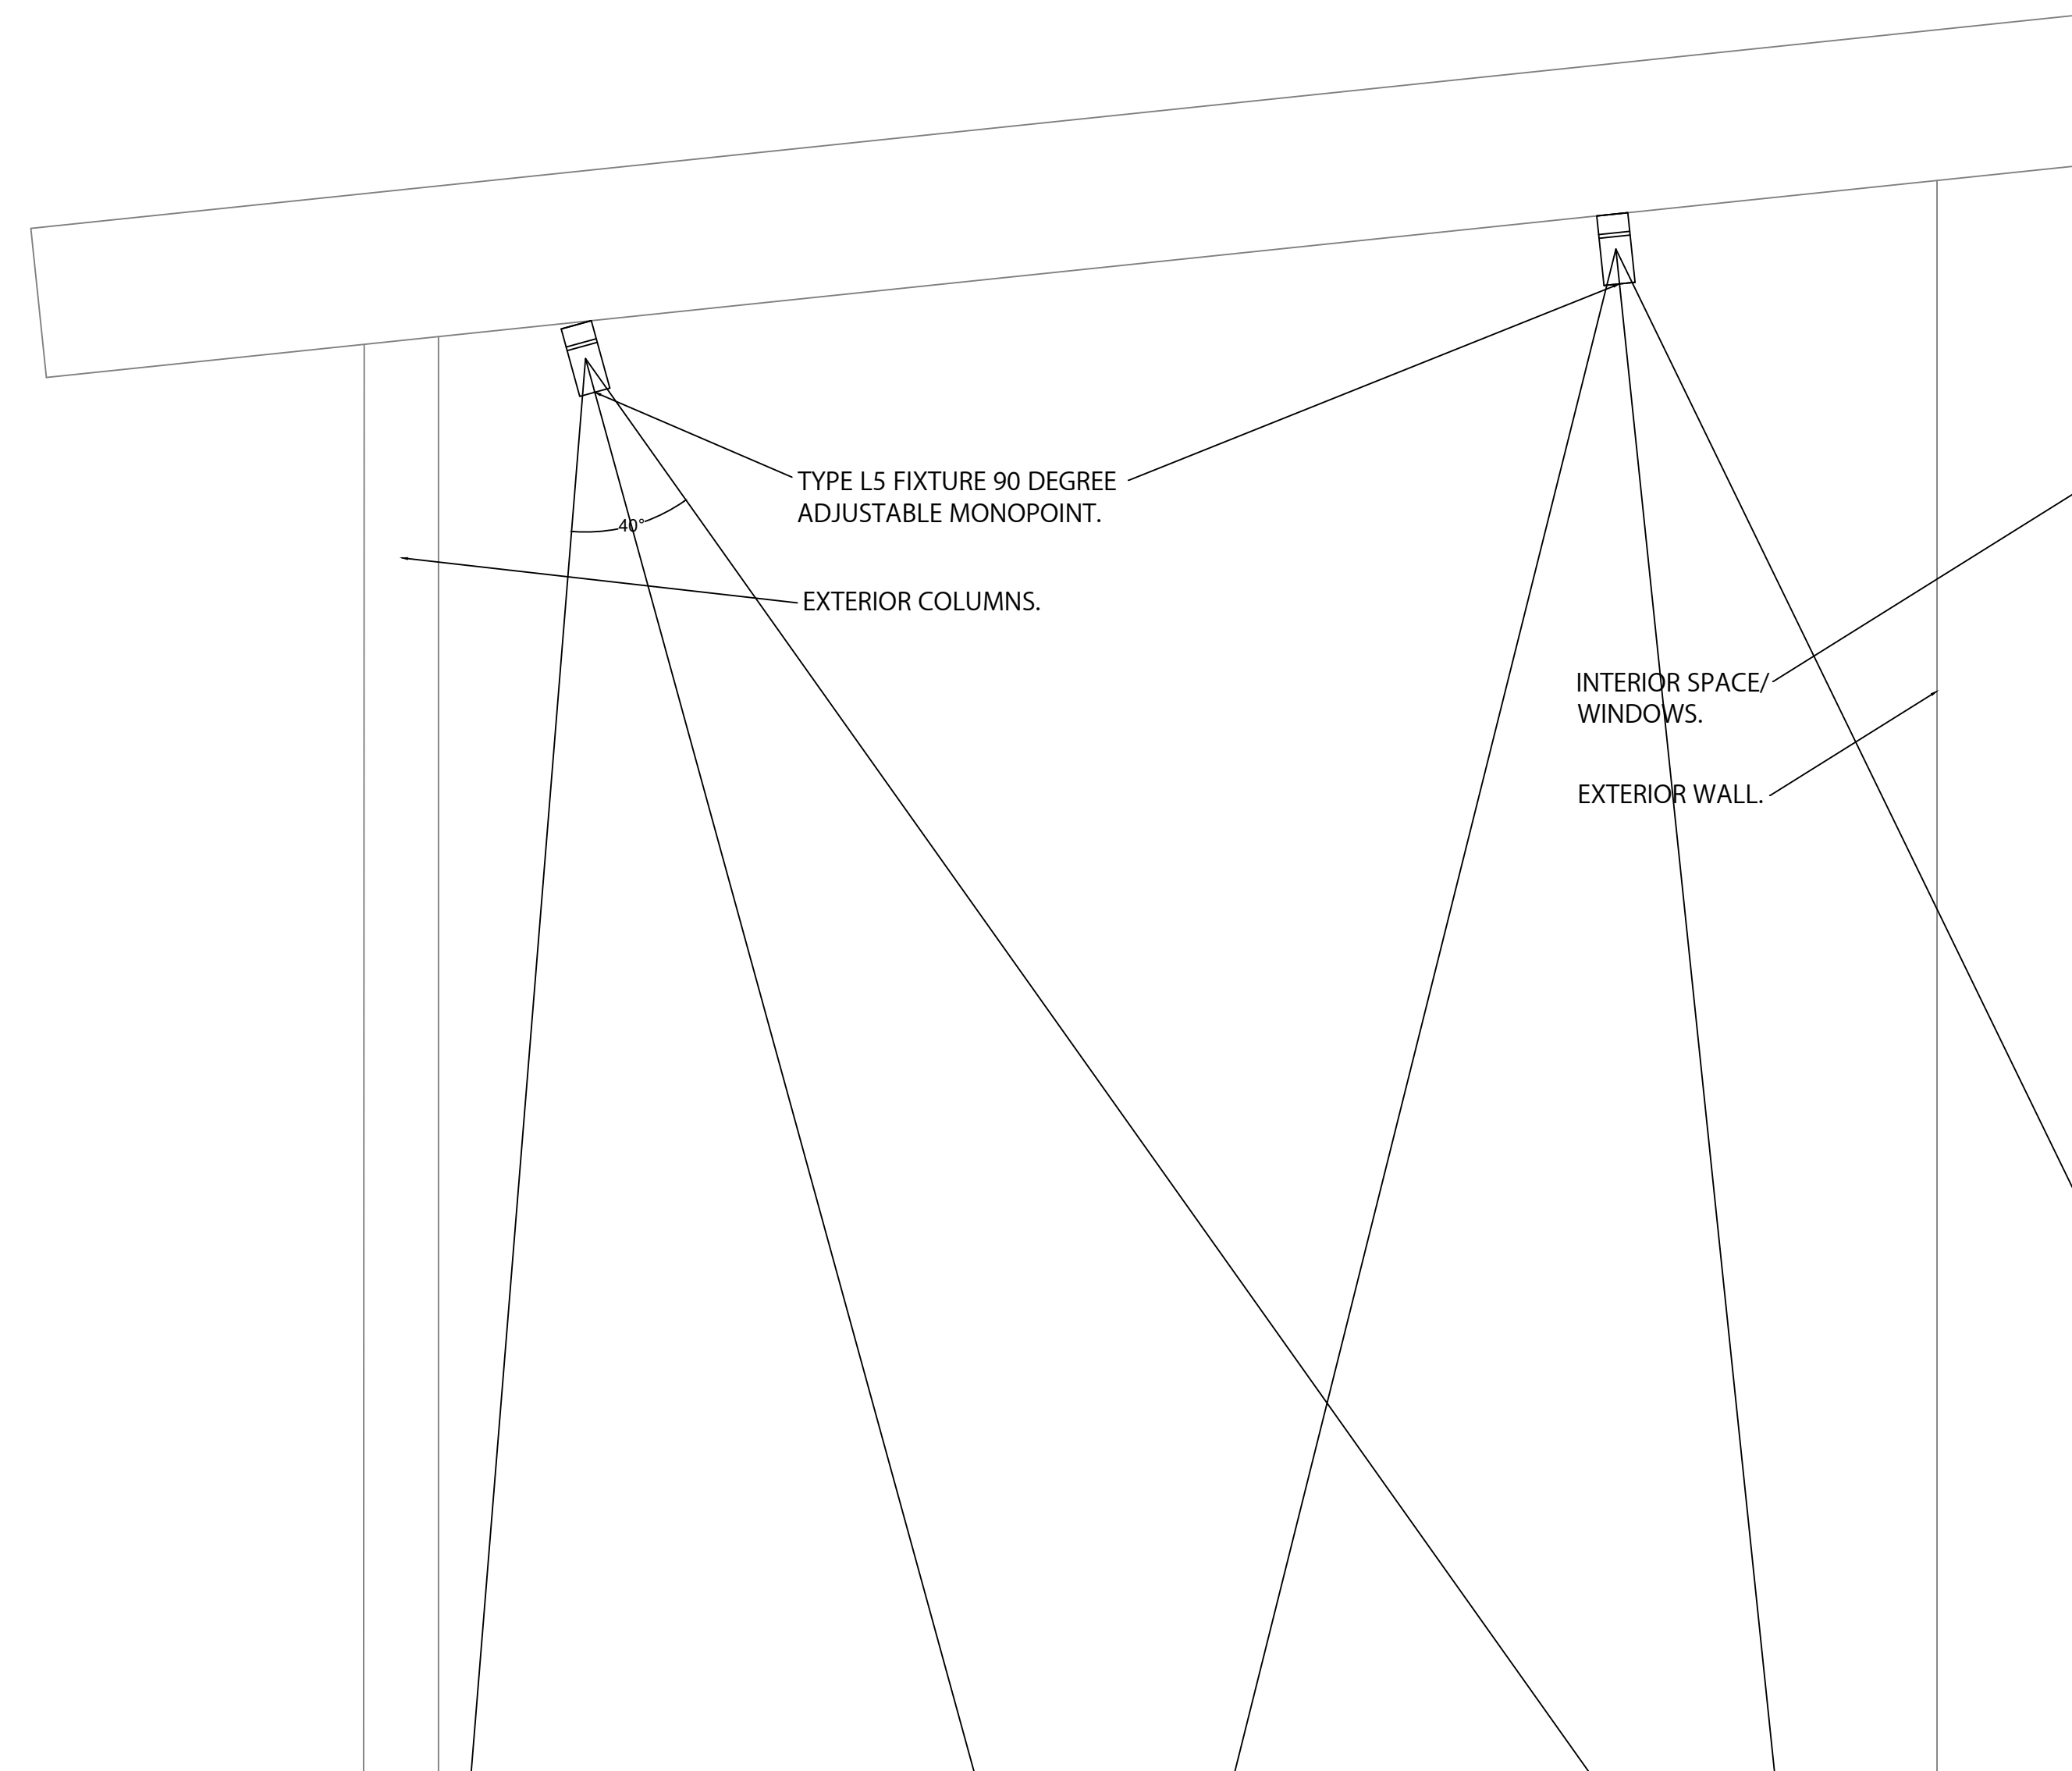 TYPE L5 FIXTURE 90 DEGREE
ADJUSTABLE MONOPOINT.
40°
EXTERIOR COLUMNS.
INTERIOR SPACE/
WINDOWS.
EXTERIOR WALL.